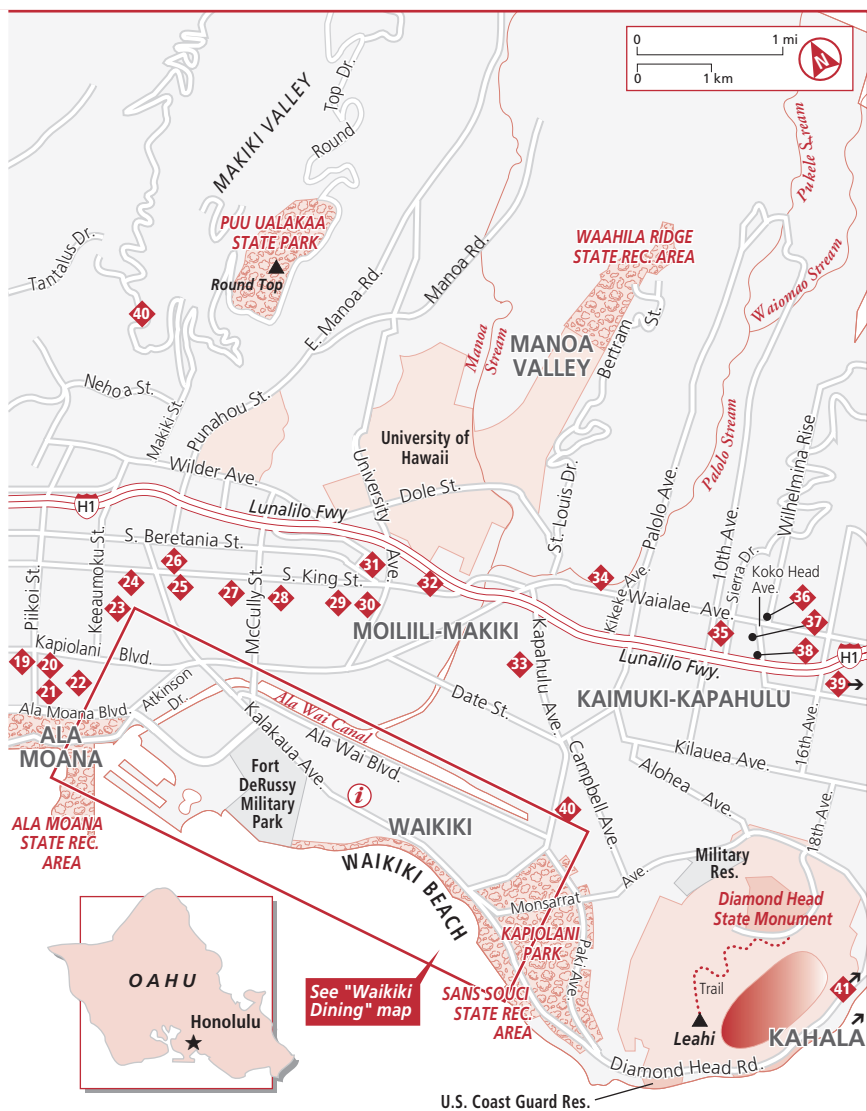 0 1 mi
0 1 km
N
MAKIKI VALLEY
Round
Top Dr.
Pukele Stream
PUU UALAKAA
STATE PARK
Round Top
Tantalus Dr.
40
E. Manoa Rd.
Manoa Rd.
WAAHILA RIDGE
STATE REC. AREA
Waiomao Stream
Manoa
Stream
MANOA
VALLEY
Bertram
St.
Nehoa St.
Makiki St.
Punahou St.
University of
Hawaii
Palolo Stream
Wilhelmina Rise
Wilder Ave.
University
Ave.
Dole St.
St. Louis Dr.
Palolo Ave.
10th Ave.
Sierra Dr.
H1
Lunalilo Fwy
S. Beretania St.
Piikoi St.
Keeaumoku St.
26
25
24
23
27
McCully St.
28
S. King St.
29
30
31
32
34
Kikeke Ave.
Waialae Ave.
Koko Head
Ave.
36
37
35
38
H1
39
MOILIILI-MAKIKI
Kapahulu Ave.
Lunalilo Fwy.
19
20
21
22
Kapiolani Blvd.
33
KAIMUKI-KAPAHULU
16th Ave.
Ala Moana Blvd.
Atkinson
Dr.
Date St.
Kilauea Ave.
ALA
MOANA
Kalakaua Ave.
Ala Wai Canal
Ala Wai Blvd.
Campbell Ave.
Alohea Ave.
18th Ave.
Fort
DeRussy
Military
Park
i
40
WAIKIKI
ALA MOANA
STATE REC.
AREA
WAIKIKI BEACH
Military
Res.
Monsarrat Ave.
Diamond Head
State Monument
KAPIOLANI
PARK
Paki Ave.
OAHU
Honolulu
See "Waikiki
Dining" map
SANS SOUCI
STATE REC.
AREA
Trail
Leahi
41
KAHALA
Diamond Head Rd.
U.S. Coast Guard Res.